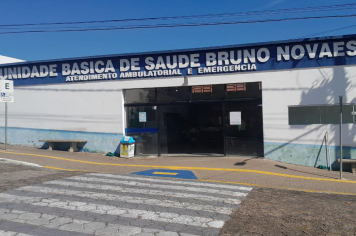 UNIDADE BASICA DE SAUDE BRUNO NOVAES
ATENDIMENTO AMBULATORIAL E EMERGENCIA
E